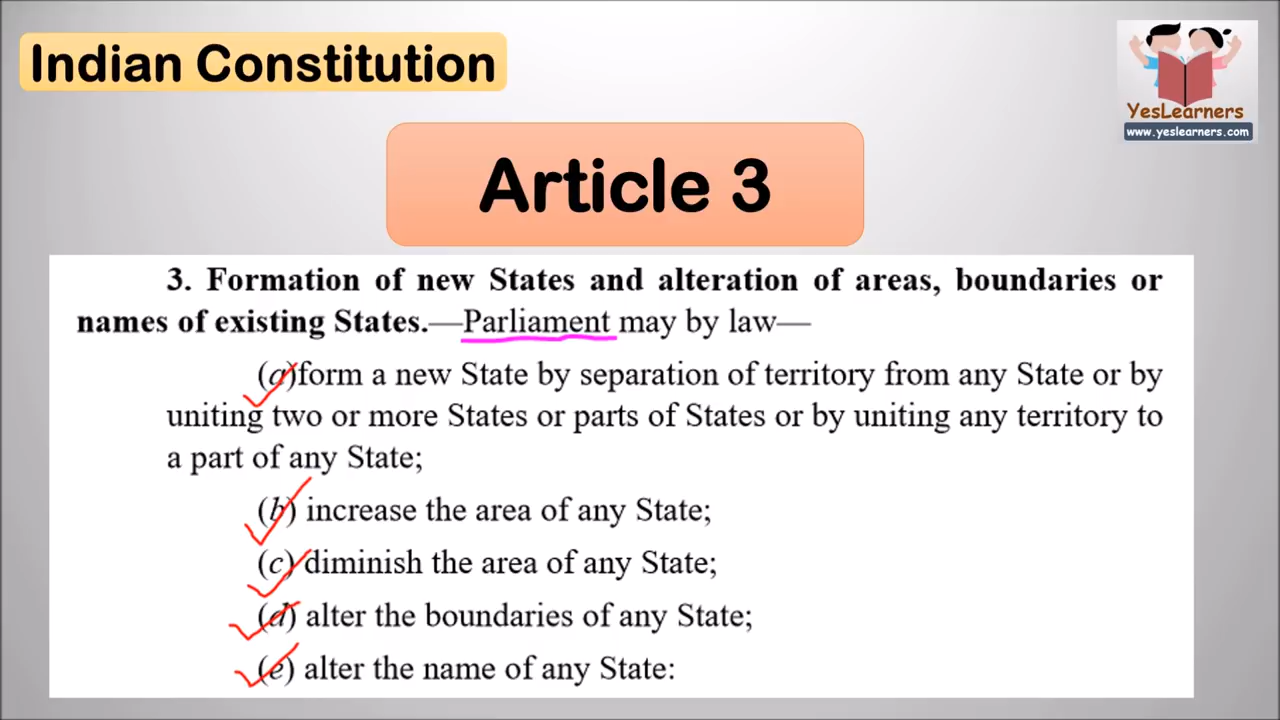 Indian Constitution
YesLearners
www.yeslearners.com
Article 3
3. Formation of new States and alteration of areas, boundaries or
names of existing States.—Parliament may by law—
(a)form a new State by separation of territory from any State or by
uniting two or more States or parts of States or by uniting any territory to
a part of any State;
(b) increase the area of any State;
(c) diminish the area of any State;
(d) alter the boundaries of any State;
(e) alter the name of any State: